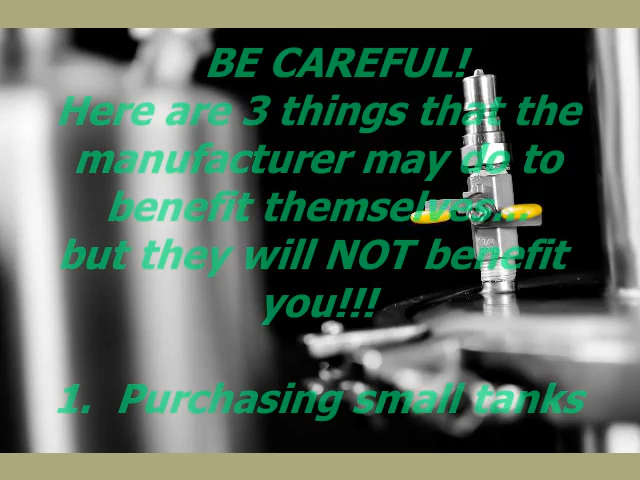 BE CAREFUL!
Here are 3 things that the
manufacturer may do to
benefit themselves...
but they will NOT benefit
you!!!
1. Purchasing small tanks